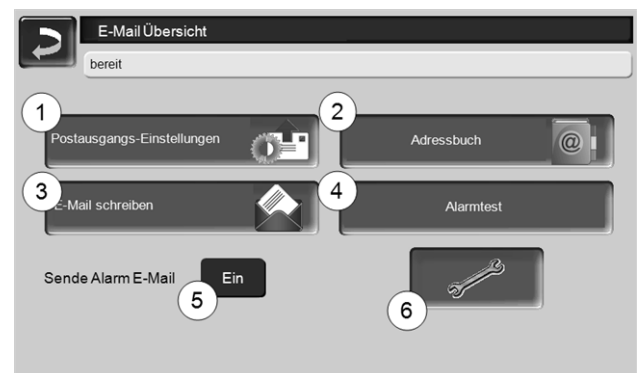 E-Mail Übersicht
bereit
1
2
Postausgangs-Einstellungen
Adressbuch
@
3
4
E-Mail schreiben
Alarmtest
Sende Alarm E-Mail
Ein
5
6